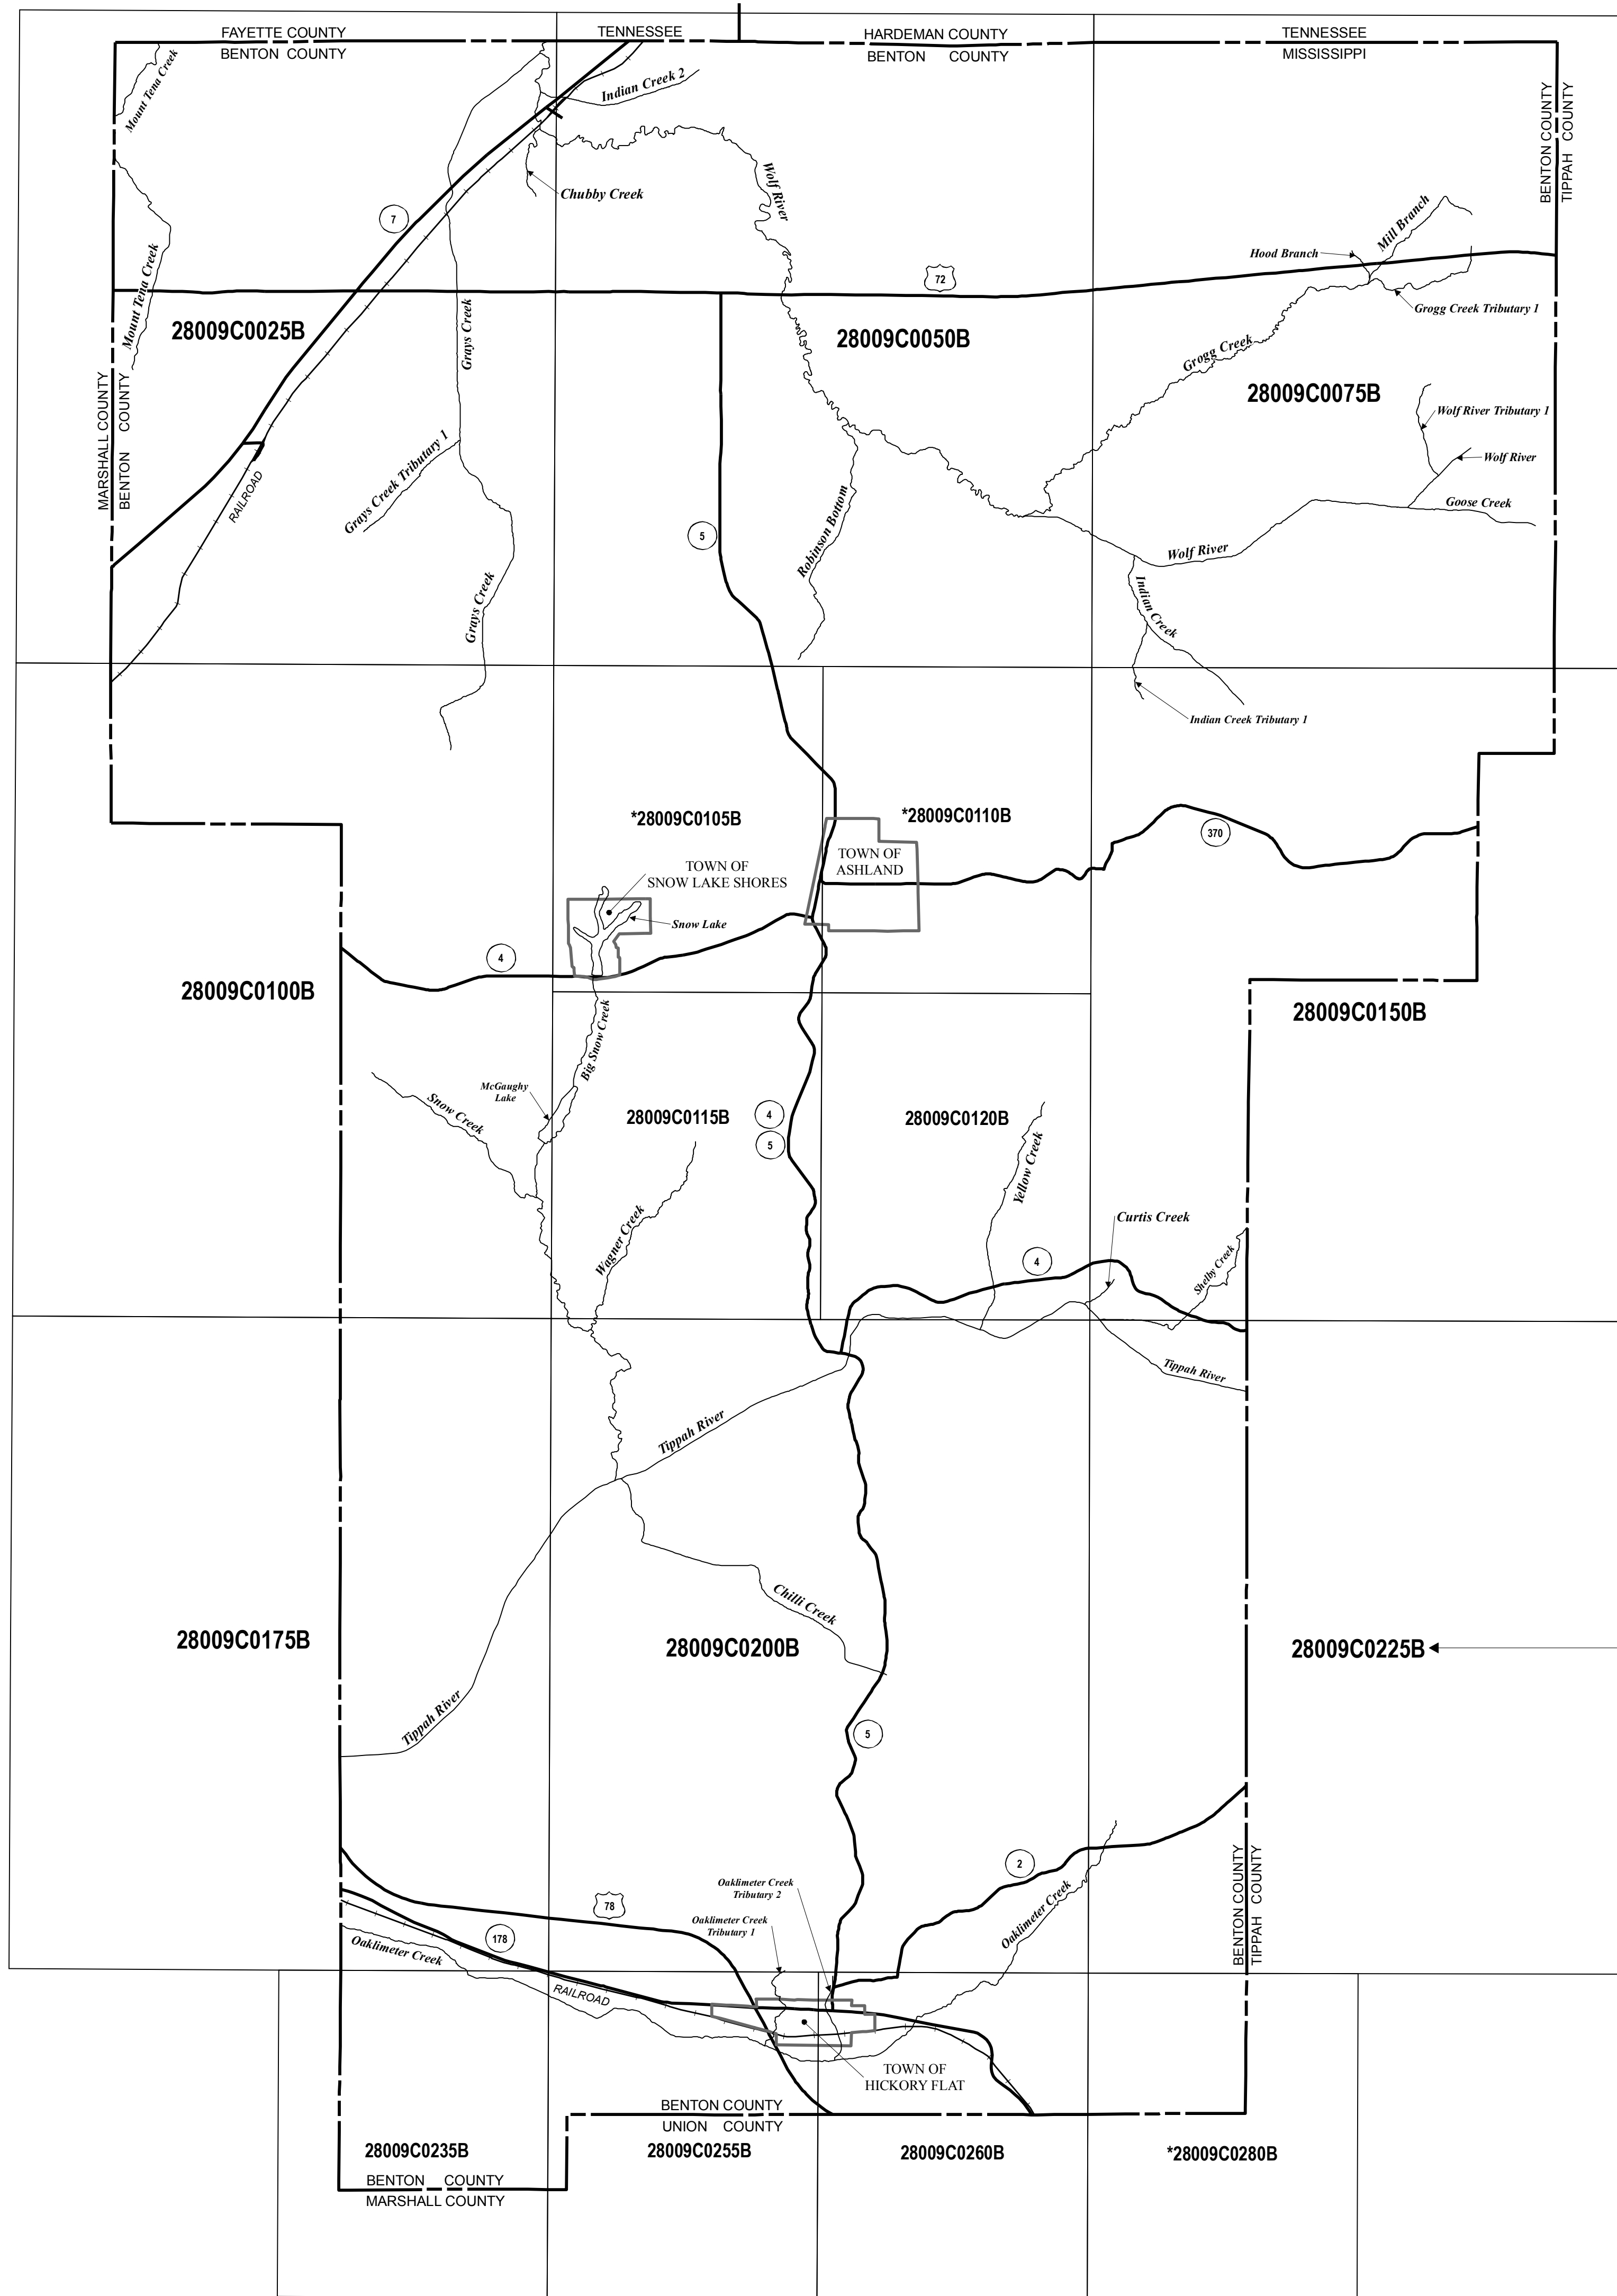 FAYETTE COUNTY
BENTON COUNTY
TENNESSEE
HARDEMAN COUNTY
BENTON COUNTY
TENNESSEE
MISSISSIPPI
Mount Tena Creek
Indian Creek 2
BENTON COUNTY
TIPPAH COUNTY
Chubby Creek
Wolf River
7
Mill Branch
Hood Branch
Mount Tena Creek
72
Grogg Creek Tributary 1
28009C0025B
Grays Creek
28009C0050B
Grogg Creek
28009C0075B
MARSHALL COUNTY
BENTON COUNTY
Wolf River Tributary 1
Grays Creek Tributary 1
Wolf River
RAILROAD
Goose Creek
5
Robinson Bottom
Wolf River
Grays Creek
Indian Creek
Indian Creek Tributary 1
*28009C0105B
*28009C0110B
370
TOWN OF
ASHLAND
TOWN OF
SNOW LAKE SHORES
Snow Lake
4
28009C0100B
28009C0150B
Big Snow Creek
McGaughy
Lake
Snow Creek
28009C0115B
4
5
28009C0120B
Yellow Creek
Wagner Creek
Curtis Creek
4
Shelby Creek
Tippah River
Tippah River
Chilli Creek
28009C0175B
28009C0200B
28009C0225B
Tippah River
5
2
Oaklimeter Creek
Tributary 2
78
Oaklimeter Creek
Tributary 1
Oaklimeter Creek
BENTON COUNTY
TIPPAH COUNTY
178
Oaklimeter Creek
RAILROAD
TOWN OF
HICKORY FLAT
BENTON COUNTY
UNION COUNTY
28009C0235B
28009C0255B
28009C0260B
*28009C0280B
BENTON COUNTY
MARSHALL COUNTY